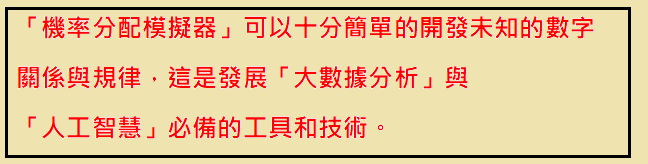 「機率分配模擬器」可以十分簡單的開發未知的數字
關係與規律，這是發展「大數據分析」與
「人工智慧」必備的工具和技術。